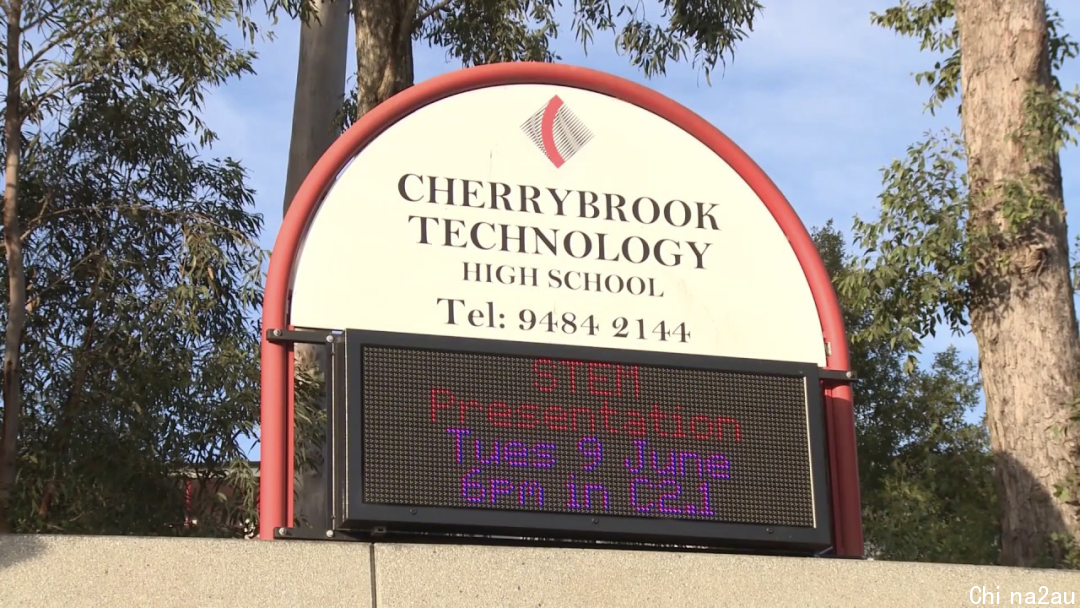 CHERRYBROOK
TECHNOLOGY
HIGH SCHOOL
Tel: 9484 2144
STEM
Presentation
Tues 9 June
6pm in C2.1
Chi na2au